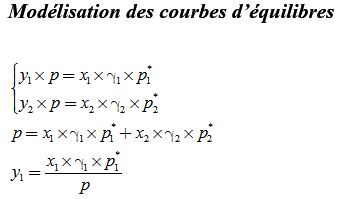 Modélisation des courbes d’équilibres
{ y₁ × p = x₁ × γ₁ × p₁*
y₂ × p = x₂ × γ₂ × p₂*
p = x₁ × γ₁ × p₁* + x₂ × γ₂ × p₂*
y₁ = (x₁ × γ₁ × p₁*) / p